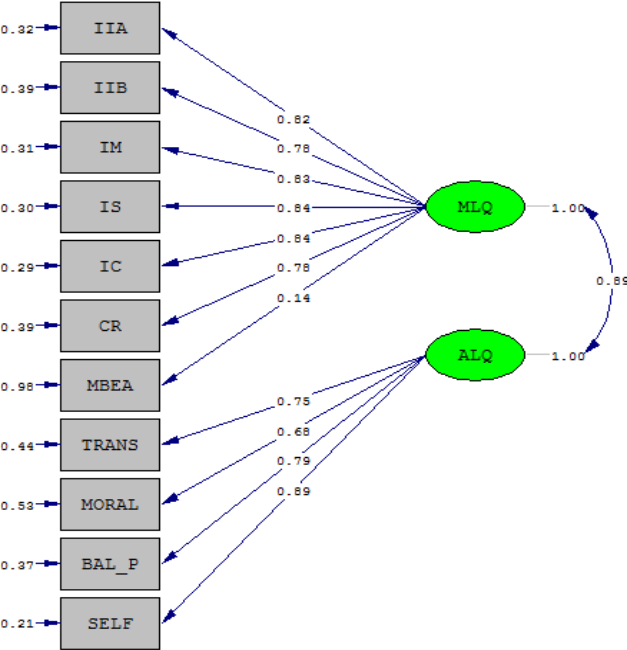 0.32 IIA
0.82
0.39 IIB
0.78
0.31 IM
0.83
0.30 IS
0.84
MLQ 1.00
0.84
0.29 IC
0.78
0.89
0.14
0.39 CR
ALQ 1.00
0.98 MBEA
0.75
0.68
0.44 TRANS
0.79
0.89
0.53 MORAL
0.37 BAL_P
0.21 SELF